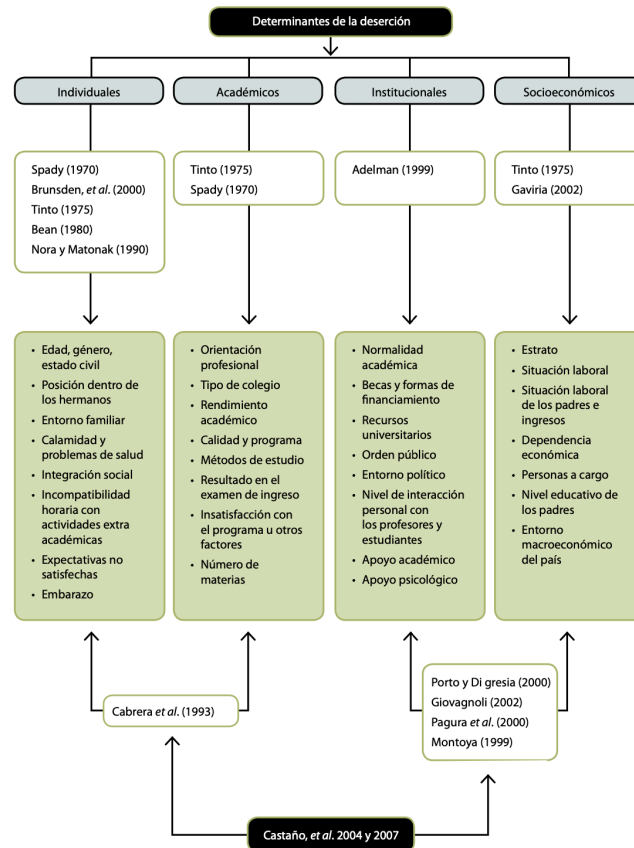 Determinantes de la deserción
Individuales
Académicos
Institucionales
Socioeconómicos
Spady (1970)
Brunsden, et al. (2000)
Tinto (1975)
Bean (1980)
Nora y Matonak (1990)
Tinto (1975)
Spady (1970)
Adelman (1999)
Tinto (1975)
Gaviria (2002)
• Edad, género,
estado civil
• Posición dentro de
los hermanos
• Entorno familiar
• Calamidad y
problemas de salud
• Integración social
• Incompatibilidad
horaria con
actividades extra
académicas
• Expectativas no
satisfechas
• Embarazo
• Orientación
profesional
• Tipo de colegio
• Rendimiento
académico
• Calidad y programa
• Métodos de estudio
• Resultado en el
examen de ingreso
• Insatisfacción con
el programa u otros
factores
• Número de
materias
• Normalidad
académica
• Becas y formas de
financiamiento
• Recursos
universitarios
• Orden público
• Entorno político
• Nivel de interacción
personal con
los profesores y
estudiantes
• Apoyo académico
• Apoyo psicológico
• Estrato
• Situación laboral
• Situación laboral
de los padres e
ingresos
• Dependencia
económica
• Personas a cargo
• Nivel educativo de
los padres
• Entorno
macroeconómico
del país
Cabrera et al. (1993)
Porto y Di gresia (2000)
Giovagnoli (2002)
Pagura et al. (2000)
Montoya (1999)
Castaño, et al. 2004 y 2007